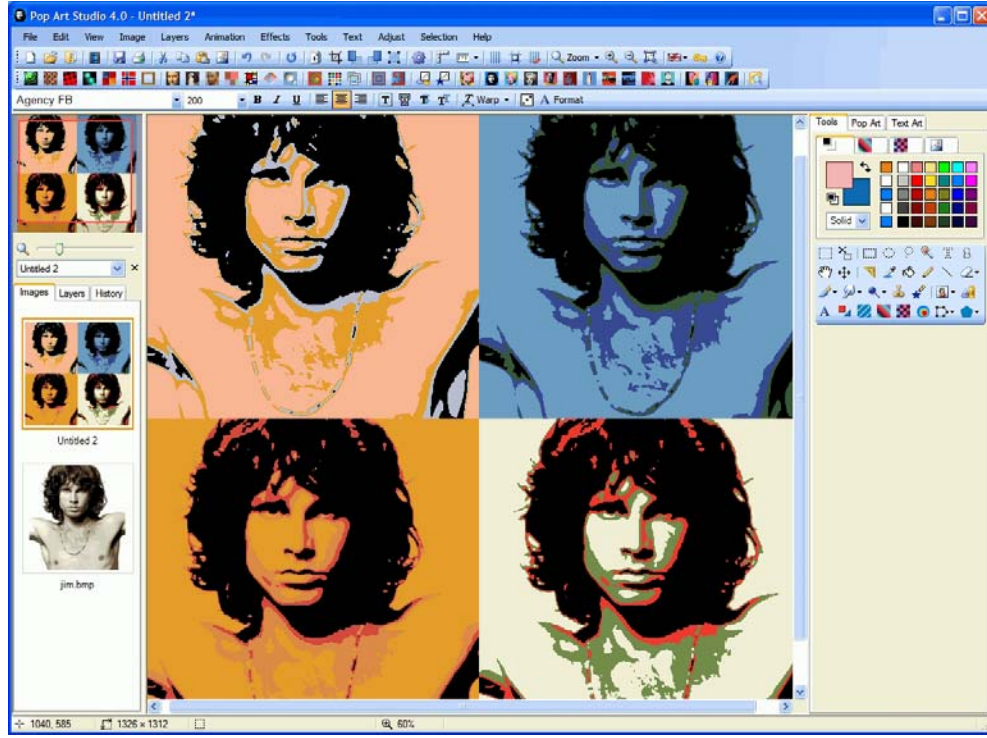 Pop Art Studio 4.0 - Untitled 2*
File Edit View Image Layers Animation Effects Tools Text Adjust Selection Help
Zoom
Agency FB 200 B I U T Warp A Format
Tools Pop Art Text Art
Solid
Untitled 2
Images Layers History
Untitled 2
jim.bmp
1040, 585 1326 x 1312 60%